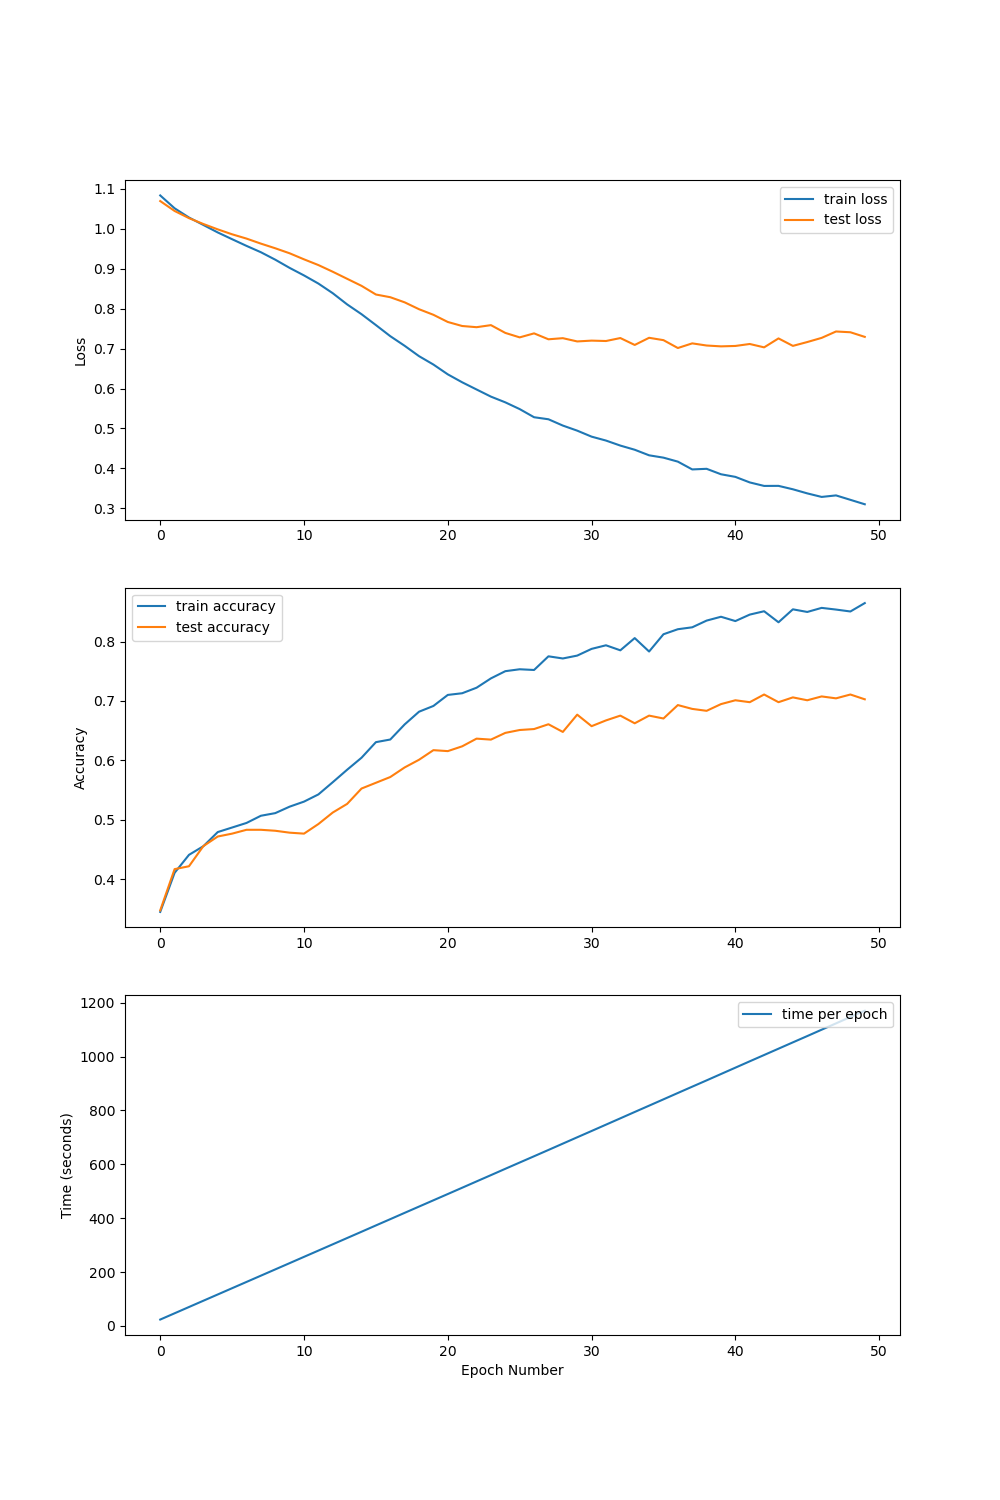 1.1
1.0
0.9
0.8
0.7
0.6
0.5
0.4
0.3
Loss
train loss
test loss
0 10 20 30 40 50
0.8
0.7
0.6
0.5
0.4
Accuracy
train accuracy
test accuracy
0 10 20 30 40 50
1200
1000
800
600
400
200
0
Time (seconds)
time per epoch
0 10 20 30 40 50
Epoch Number